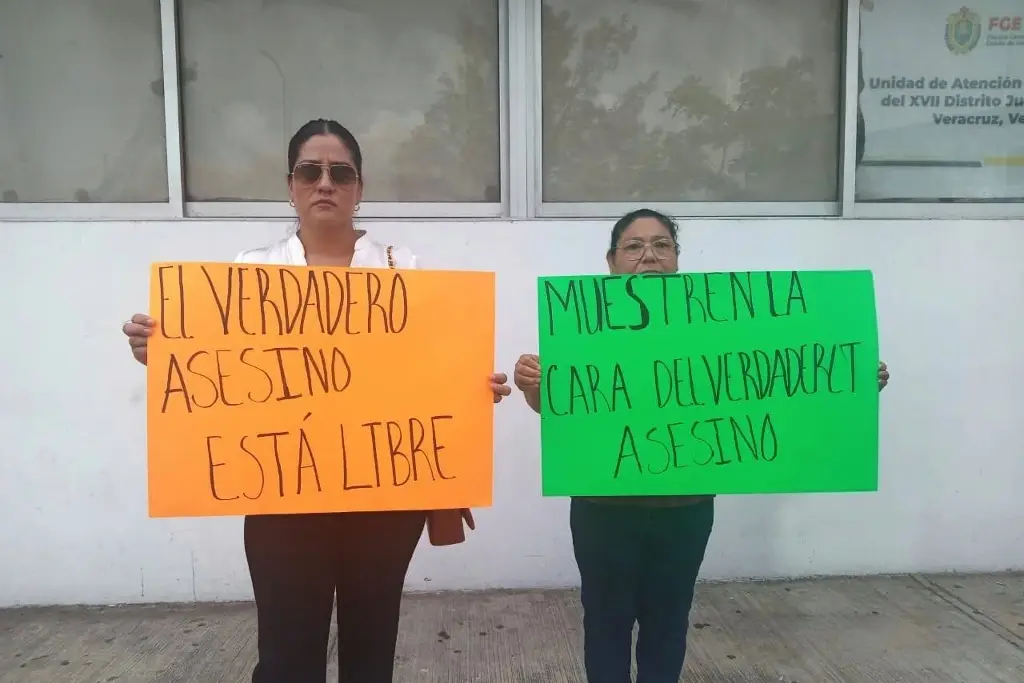 EL VERDADERO
ASESINO
ESTÁ LIBRE
MUESTREN LA
CARA DEL VERDADERCT
ASESINO
FGE
Unidad de Atención
del XVII Distrito Ju
Veracruz, Ve